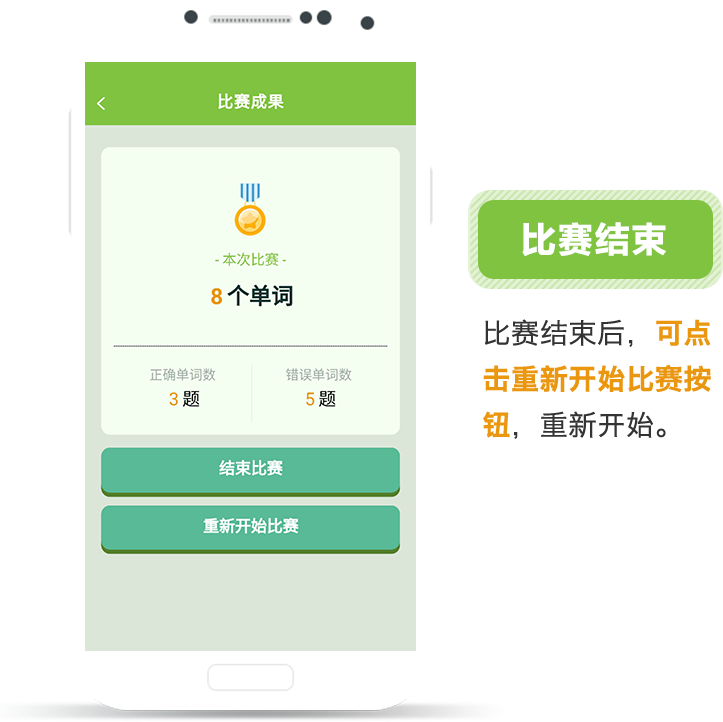 比赛成果
- 本次比赛 -
8 个单词
正确单词数
3 题
错误单词数
5 题
结束比赛
重新开始比赛
比赛结束
比赛结束后，可点
击重新开始比赛按
钮，重新开始。